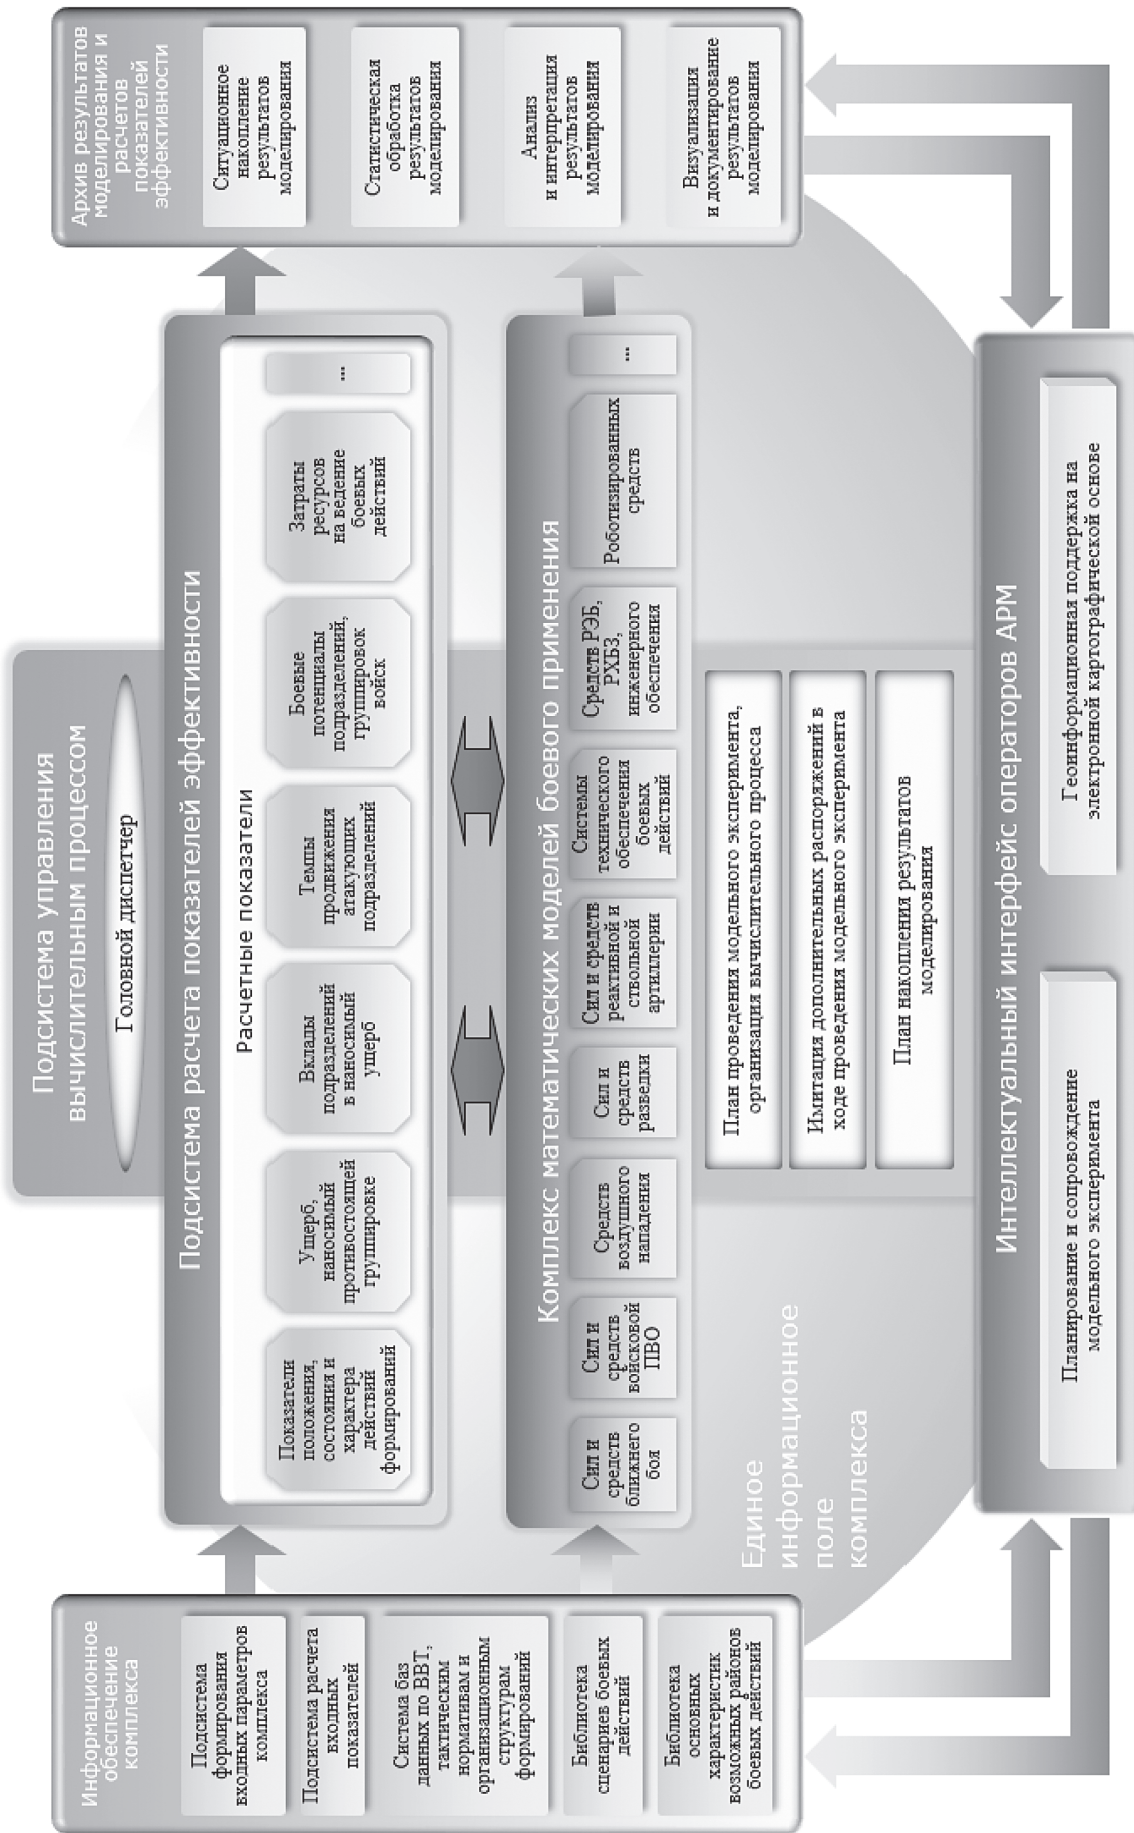 Подсистема управления
вычислительным процессом
Головной диспетчер
Информационное
обеспечение
комплекса
Подсистема
формирования
входных параметров
комплекса
Подсистема расчета
входных
показателей
Система баз
данных по ВВТ,
тактическим
нормативам и
организационным
структурам
формирований
Библиотека
сценариев боевых
действий
Библиотека
основных
характеристик
возможных районов
боевых действий
Подсистема расчета показателей эффективности
Расчетные показатели
Показатели
положения,
состояния и
характера
действий
формирований
Ущерб,
наносимый
противостоящей
группировке
Вклады
подразделений
в наносимый
ущерб
Темпы
продвижения
атакующих
подразделений
Боевые
потенциалы
подразделений,
группировок
войск
Затраты
ресурсов
на ведение
боевых
действий
...
Комплекс математических моделей боевого применения
Сил и
средств
ближнего
боя
Сил и
средств
войсковой
ПВО
Средств
воздушного
нападения
Сил и
средств
разведки
Сил и средств
реактивной и
ствольной
артиллерии
Системы
технического
обеспечения
боевых
действий
Средств РЭБ,
РХБЗ,
инженерного
обеспечения
Роботизированных
средств
...
План проведения модельного эксперимента,
организация вычислительного процесса
Имитация дополнительных распоряжений в
ходе проведения модельного эксперимента
План накопления результатов
моделирования
Единое
информационное
поле
комплекса
Архив результатов
моделирования и
расчетов
показателей
эффективности
Ситуационное
накопление
результатов
моделирования
Статистическая
обработка
результатов
моделирования
Анализ
и интерпретация
результатов
моделирования
Визуализация
и документирование
результатов
моделирования
Интеллектуальный интерфейс операторов АРМ
Планирование и сопровождение
модельного эксперимента
Геоинформационная поддержка на
электронной картографической основе